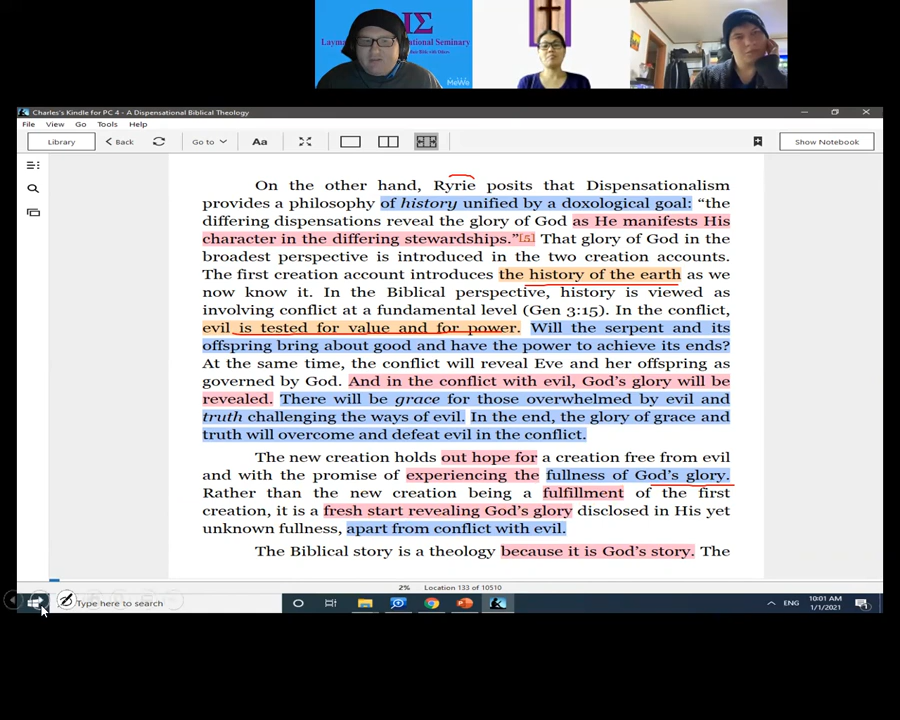 IΣ
MeWe
Charles's Kindle for PC 4 - A Dispensational Biblical Theology
File View Go Tools Help
Library Back Go to Aa Show Notebook
On the other hand, Ryrie posits that Dispensationalism
provides a philosophy of history unified by a doxological goal: “the
differing dispensations reveal the glory of God as He manifests His
character in the differing stewardships.”[5] That glory of God in the
broadest perspective is introduced in the two creation accounts.
The first creation account introduces the history of the earth as we
now know it. In the Biblical perspective, history is viewed as
involving conflict at a fundamental level (Gen 3:15). In the conflict,
evil is tested for value and for power. Will the serpent and its
offspring bring about good and have the power to achieve its ends?
At the same time, the conflict will reveal Eve and her offspring as
governed by God. And in the conflict with evil, God’s glory will be
revealed. There will be grace for those overwhelmed by evil and
truth challenging the ways of evil. In the end, the glory of grace and
truth will overcome and defeat evil in the conflict.
The new creation holds out hope for a creation free from evil
and with the promise of experiencing the fullness of God’s glory.
Rather than the new creation being a fulfillment of the first
creation, it is a fresh start revealing God’s glory disclosed in His yet
unknown fullness, apart from conflict with evil.
The Biblical story is a theology because it is God’s story. The
2% Location 133 of 10510
Type here to search
ENG
10:01 AM
1/1/2021